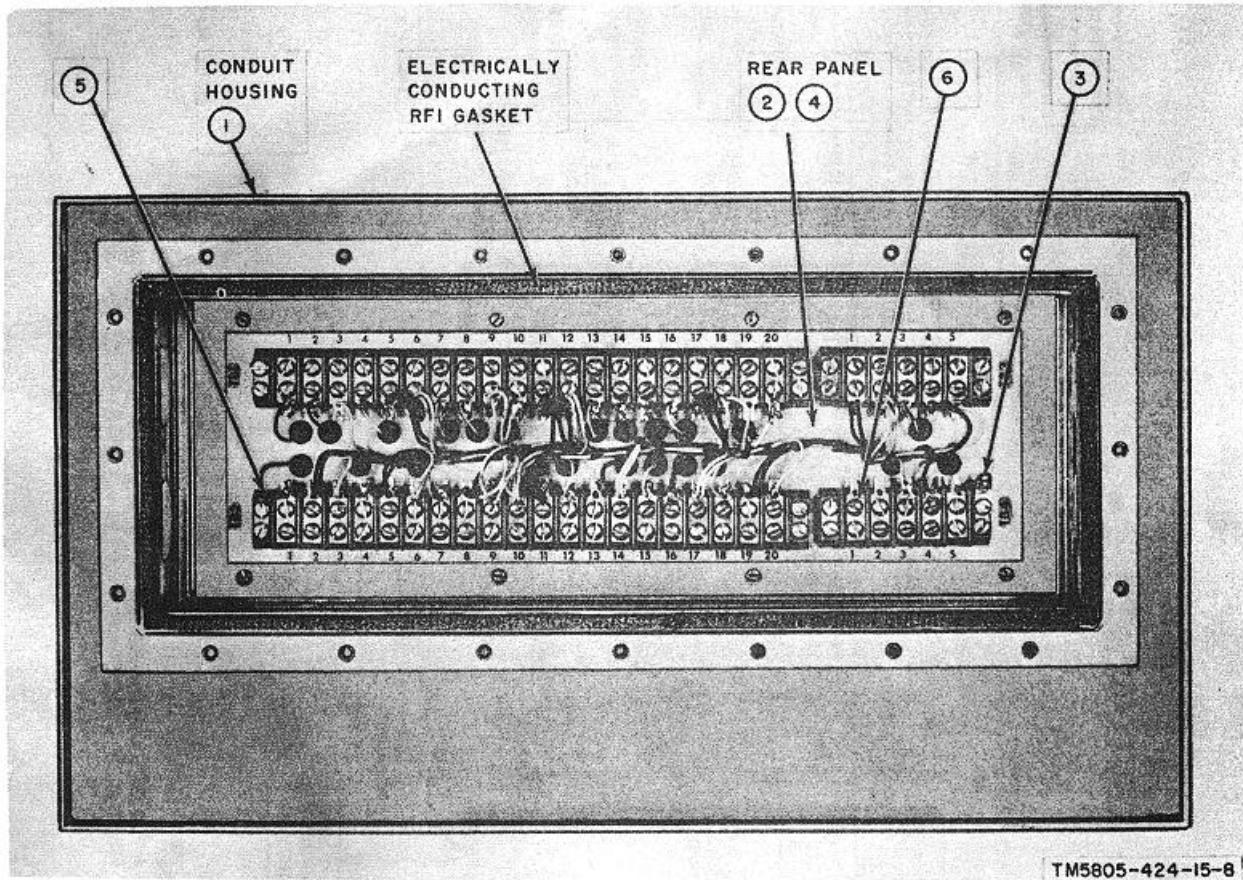 5
CONDUIT
HOUSING
1
ELECTRICALLY
CONDUCTING
RFI GASKET
REAR PANEL
2 4
6
3
1 2 3 4 5 6 7 8 9 10 11 12 13 14 15 16 17 18 19 20 1 2 3 4 5
1 2 3 4 5 6 7 8 9 10 11 12 13 14 15 16 17 18 19 20 1 2 3 4 5
TM5805-424-15-8